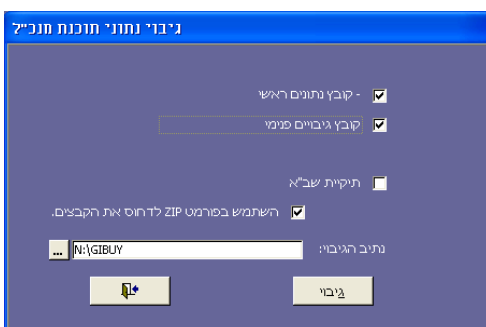 גיבוי נתוני תוכנת מנכ"ל
- קובץ נתונים ראשי
קובץ גיבויים פנימי
תיקיית שב"א
השתמש בפורמט ZIP לדחוס את הקבצים.
נתיב הגיבוי: N:\GIBUY ...
גיבוי